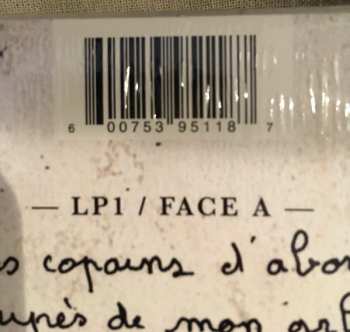 6 00753 95118 7
— LP1 / FACE A —
copains d'abor
de mon